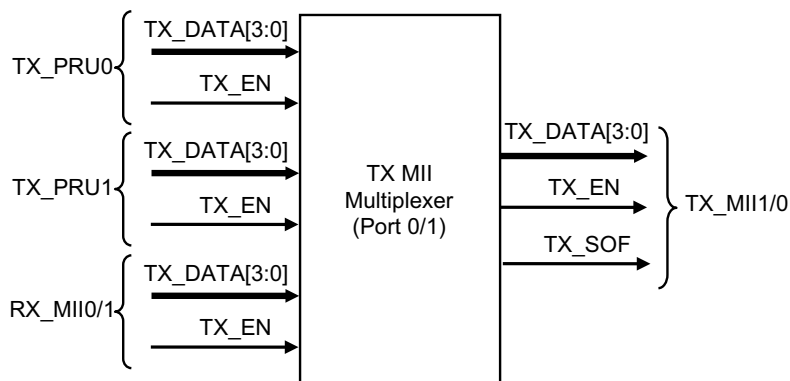 TX_DATA[3:0]
TX_PRU0
TX_EN
TX_DATA[3:0]
TX_PRU1
TX_EN
TX_DATA[3:0]
RX_MII0/1
TX_EN
TX MII
Multiplexer
(Port 0/1)
TX_DATA[3:0]
TX_EN
TX_MII1/0
TX_SOF